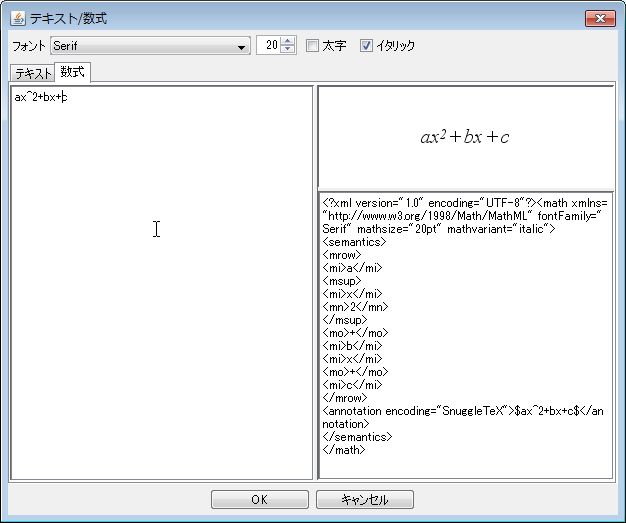 テキスト/数式
フォント Serif 20 太字 イタリック
テキスト 数式
ax^2+bx+c
ax²+bx+c
<?xml version="1.0" encoding="UTF-8"?><math xmlns=
"http://www.w3.org/1998/Math/MathML" fontFamily="
Serif" mathsize="20pt" mathvariant="italic">
<semantics>
<mrow>
<mi>a</mi>
<msup>
<mi>x</mi>
<mn>2</mn>
</msup>
<mo>+</mo>
<mi>b</mi>
<mi>x</mi>
<mo>+</mo>
<mi>c</mi>
</mrow>
<annotation encoding="SnuggleTeX">$ax^2+bx+c$</an
notation>
</semantics>
</math>
OK キャンセル